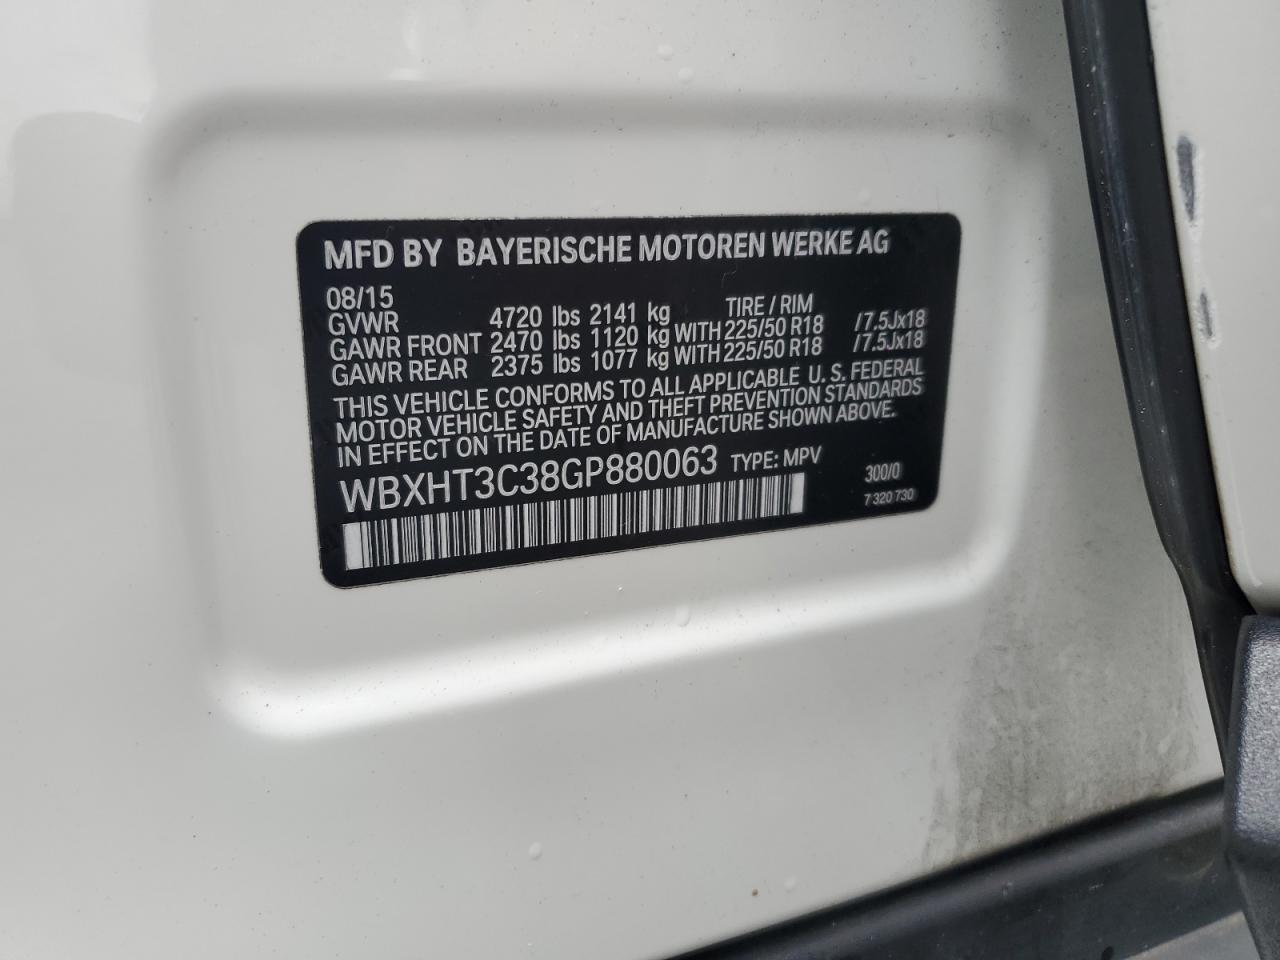 MFD BY BAYERISCHE MOTOREN WERKE AG
08/15 TIRE / RIM
GVWR 4720 lbs 2141 kg
GAWR FRONT 2470 lbs 1120 kg WITH 225/50 R18 /7.5Jx18
GAWR REAR 2375 lbs 1077 kg WITH 225/50 R18 /7.5Jx18
THIS VEHICLE CONFORMS TO ALL APPLICABLE U. S. FEDERAL
MOTOR VEHICLE SAFETY AND THEFT PREVENTION STANDARDS
IN EFFECT ON THE DATE OF MANUFACTURE SHOWN ABOVE.
WBXHT3C38GP880063 TYPE: MPV 300/0
7 320 730